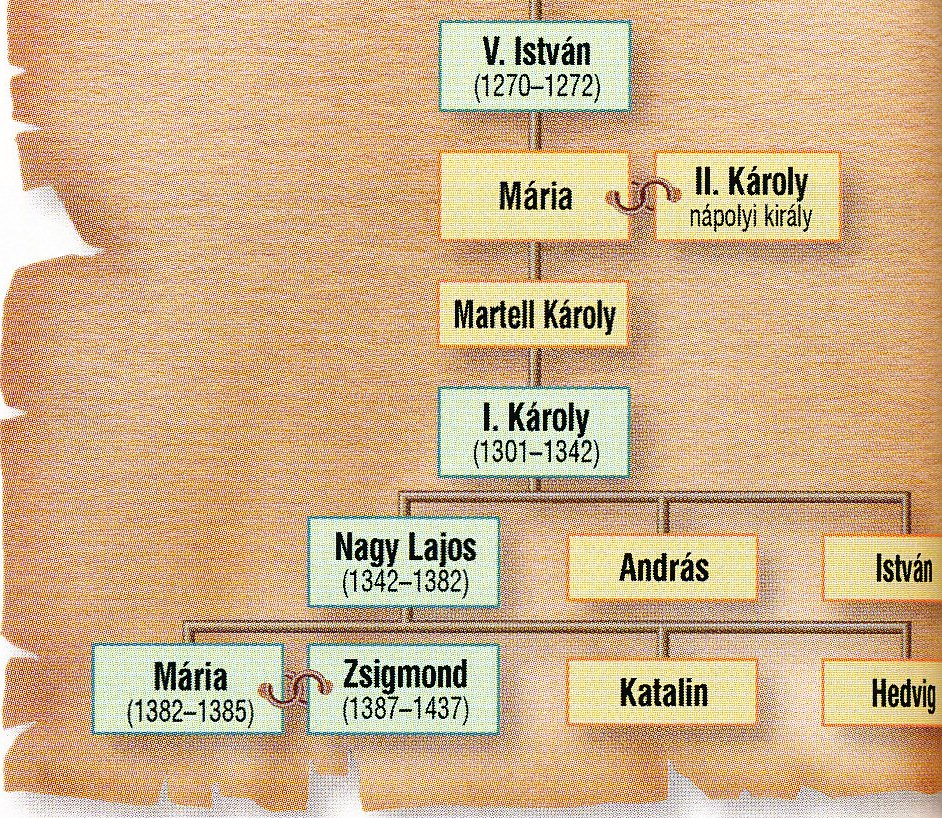 V. István
(1270–1272)
Mária
II. Károly
nápolyi király
Martell Károly
I. Károly
(1301–1342)
Nagy Lajos
(1342–1382)
András
István
Mária
(1382–1385)
Zsigmond
(1387–1437)
Katalin
Hedvig